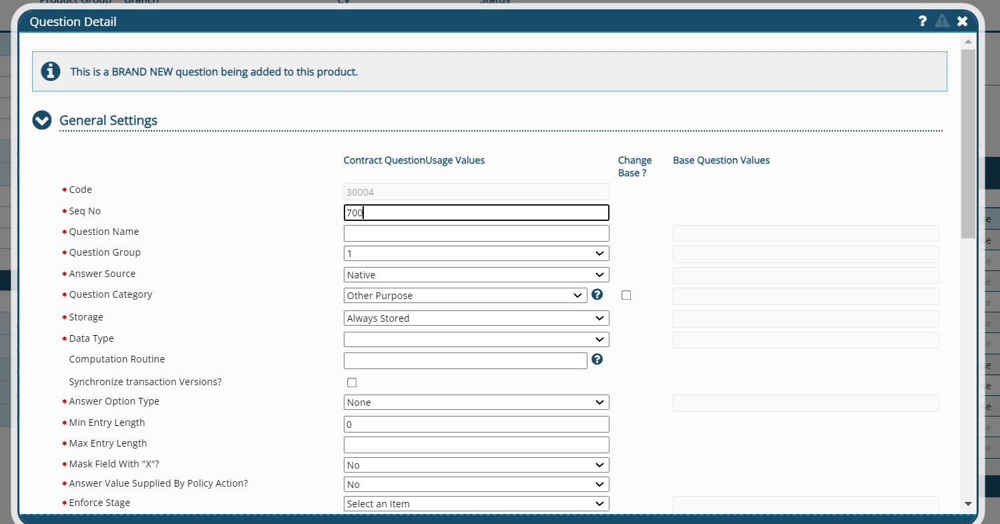 Product Group Branch CV Status
Question Detail ?
This is a BRAND NEW question being added to this product.
General Settings
Contract QuestionUsage Values Change Base ? Base Question Values
* Code 30004
* Seq No 700
* Question Name
* Question Group 1
* Answer Source Native
* Question Category Other Purpose ?
* Storage Always Stored
* Data Type
Computation Routine ?
Synchronize transaction Versions?
* Answer Option Type None
* Min Entry Length 0
* Max Entry Length
* Mask Field With "X"? No
* Answer Value Supplied By Policy Action? No
* Enforce Stage Select an Item